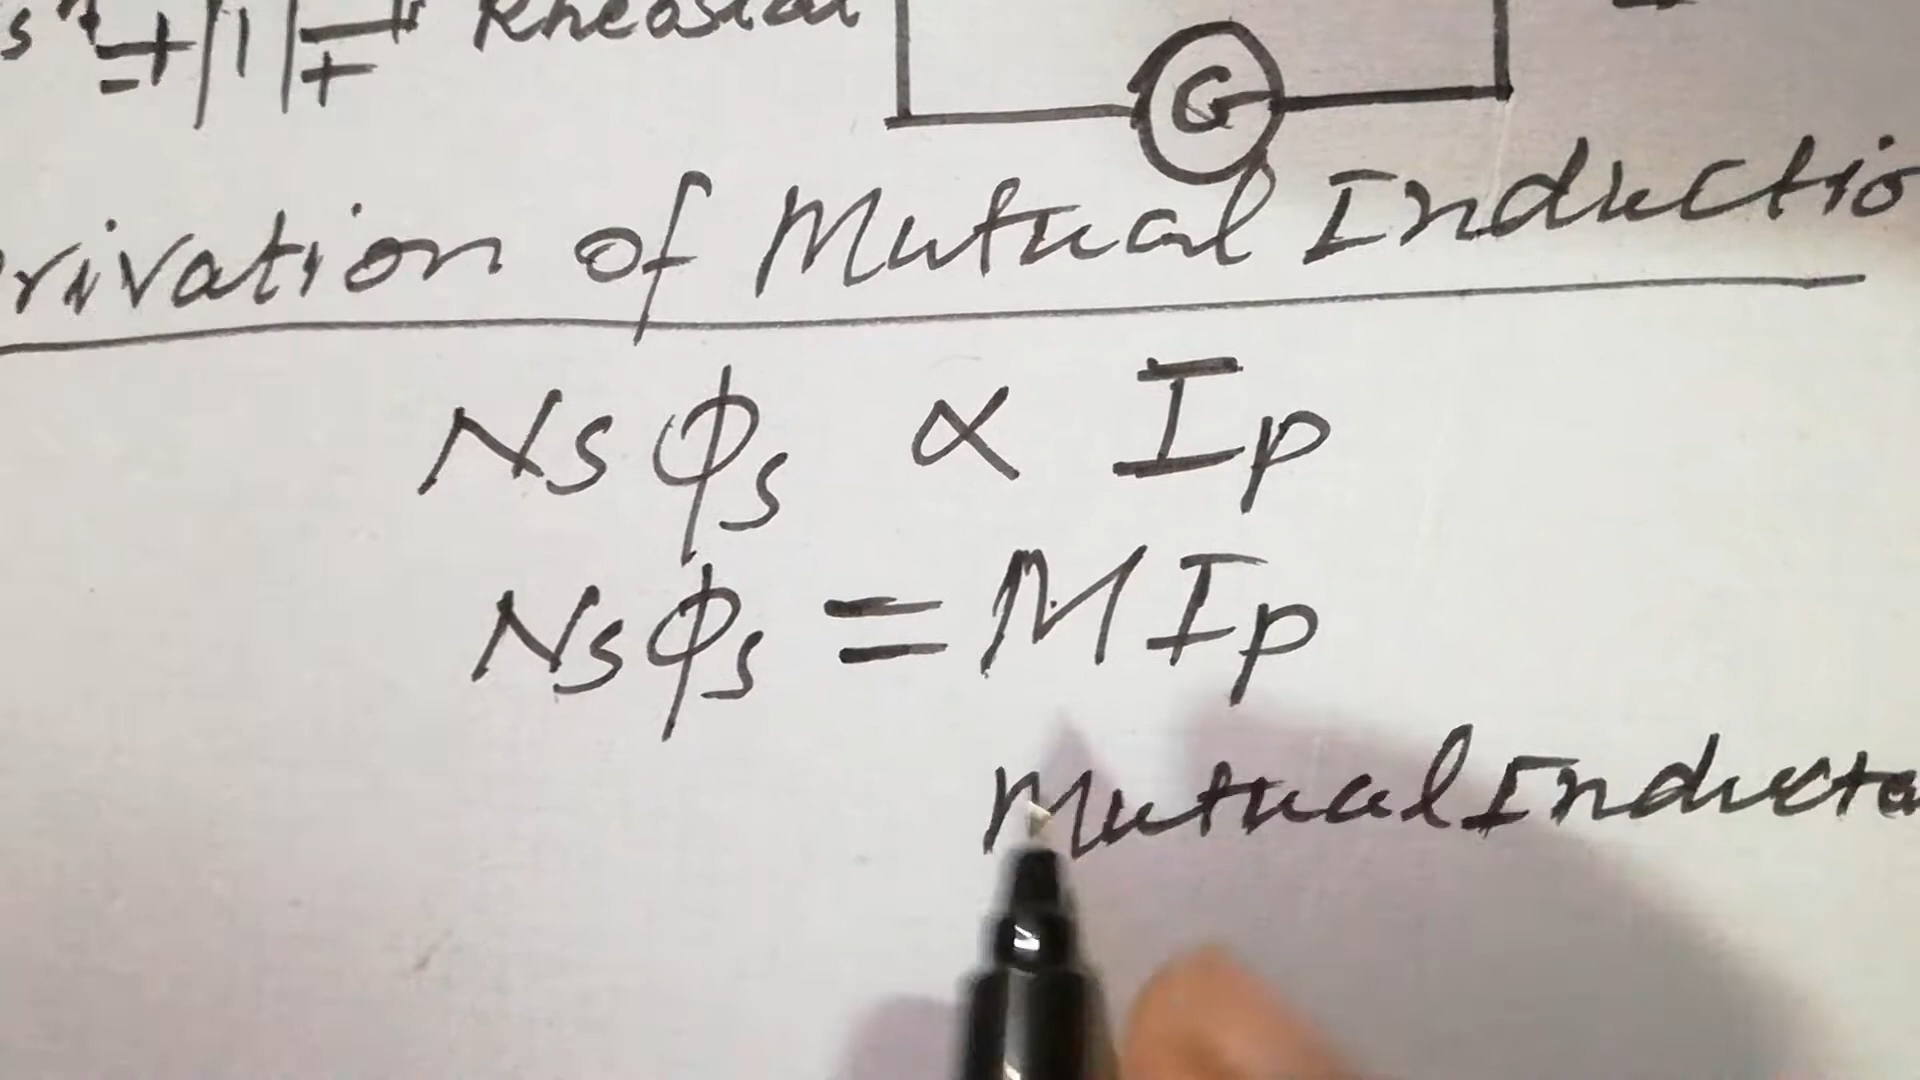 Rheostat
G
rivation of Mutual Inductio
Nsϕs ∝ Ip
Nsϕs = MIp
Mutual Inducta